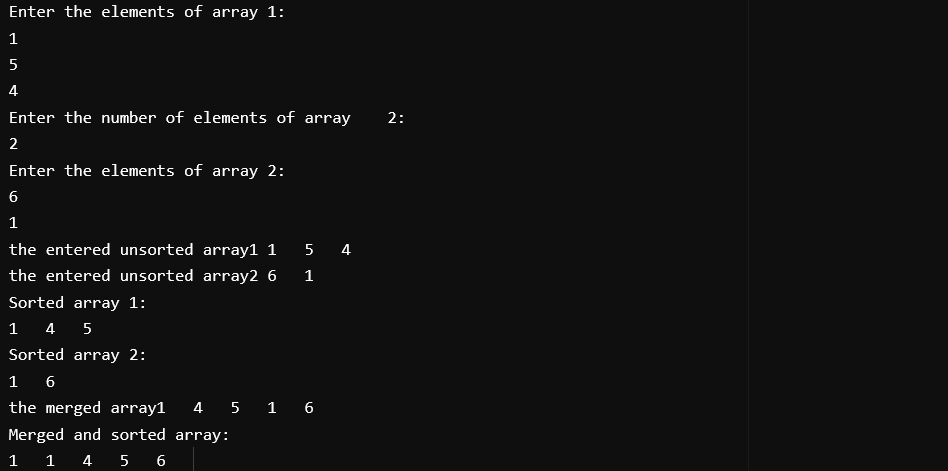 Enter the elements of array 1:
1
5
4
Enter the number of elements of array    2:
2
Enter the elements of array 2:
6
1
the entered unsorted array1 1   5   4
the entered unsorted array2 6   1
Sorted array 1:
1   4   5
Sorted array 2:
1   6
the merged array1   4   5   1   6
Merged and sorted array:
1   1   4   5   6